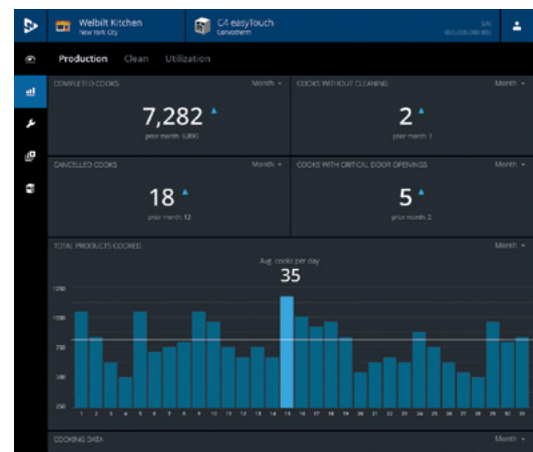 Welbilt Kitchen
New York City
C4 easyTouch
Convotherm
S/N
Production Clean Utilization
COMPLETED COOKS Month
7,282
prior month: 6,890
COOKS WITHOUT CLEANING Month
2
prior month: 1
CANCELLED COOKS Month
18
prior month: 12
COOKS WITH CRITICAL DOOR OPENINGS Month
5
prior month: 2
TOTAL PRODUCTS COOKED Month
Avg. cooks per day
35
1250
1000
750
500
250
1 2 3 4 5 6 7 8 9 10 11 12 13 14 15 16 17 18 19 20 21 22 23 24 25 26 27 28 29 30 31
COOKING DATA Month